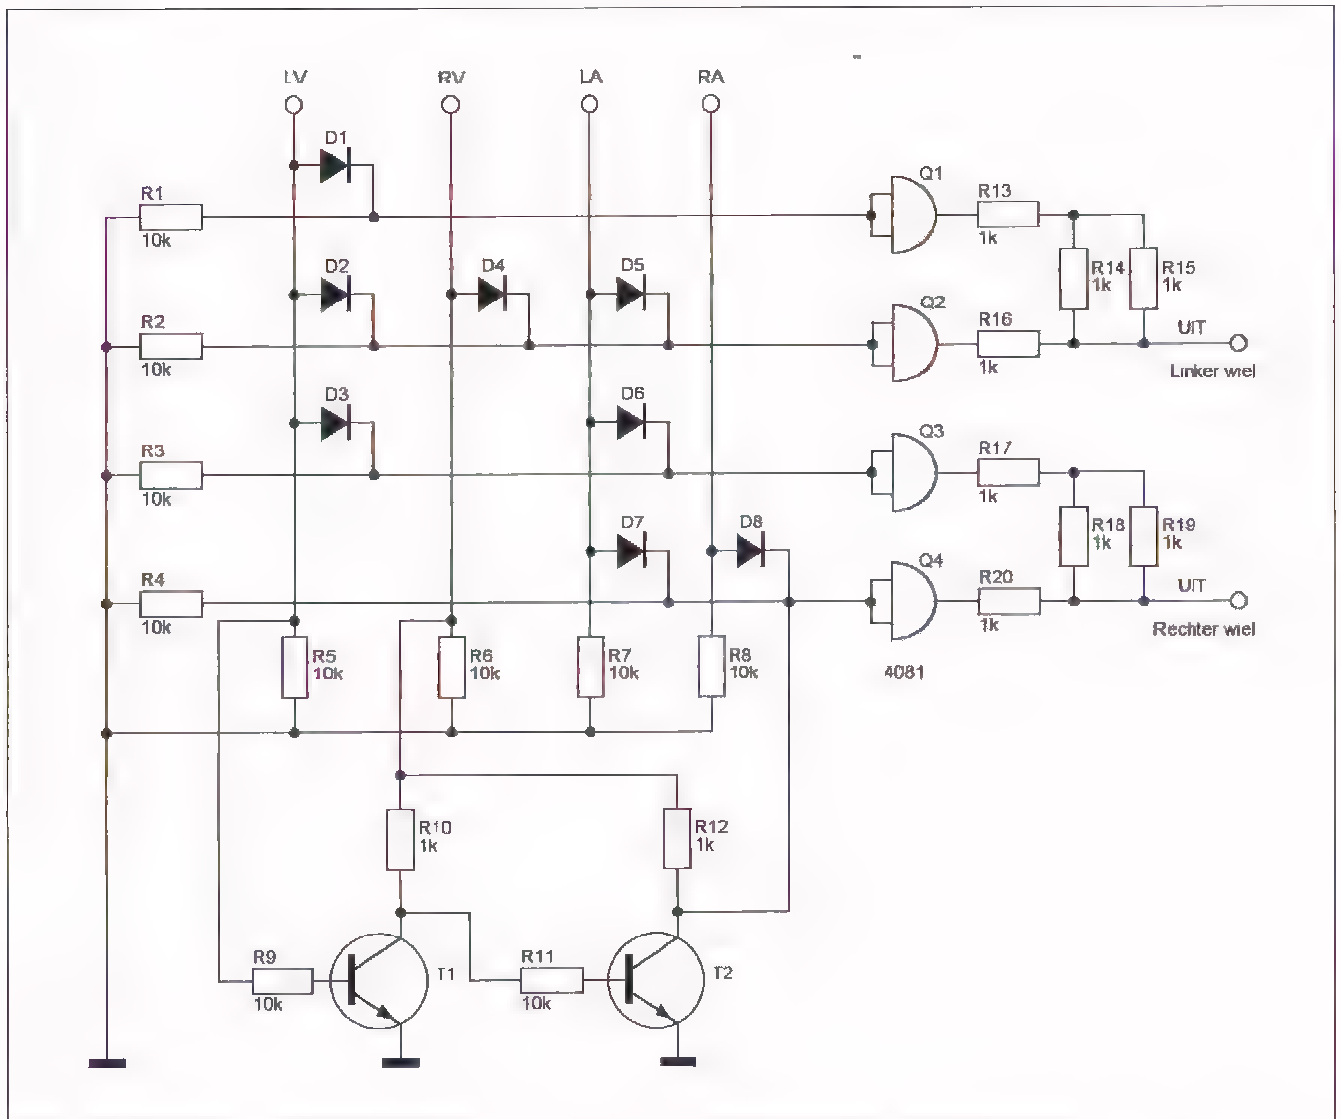 LV RV LA RA
D1
Q1
R1 R13
10k 1k
R14 R15
1k 1k
D2 D4 D5
Q2
R2 R16
10k 1k
UIT
Linker wiel
D3 D6
Q3
R3 R17
10k 1k
R18 R19
1k 1k
D7 D8
Q4
R4 R20
10k 1k
UIT
Rechter wiel
R5 R6 R7 R8
10k 10k 10k 10k
4081
R10 R12
1k 1k
R9 T1 R11 T2
10k 10k